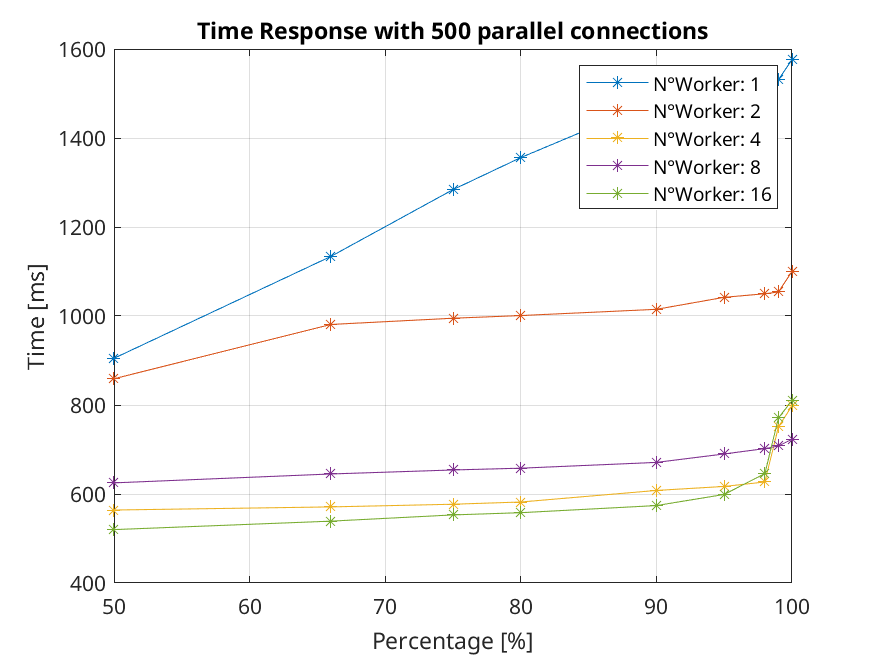 Time Response with 500 parallel connections
1600
1400
1200
1000
800
600
400
Time [ms]
N°Worker: 1
N°Worker: 2
N°Worker: 4
N°Worker: 8
N°Worker: 16
50 60 70 80 90 100
Percentage [%]